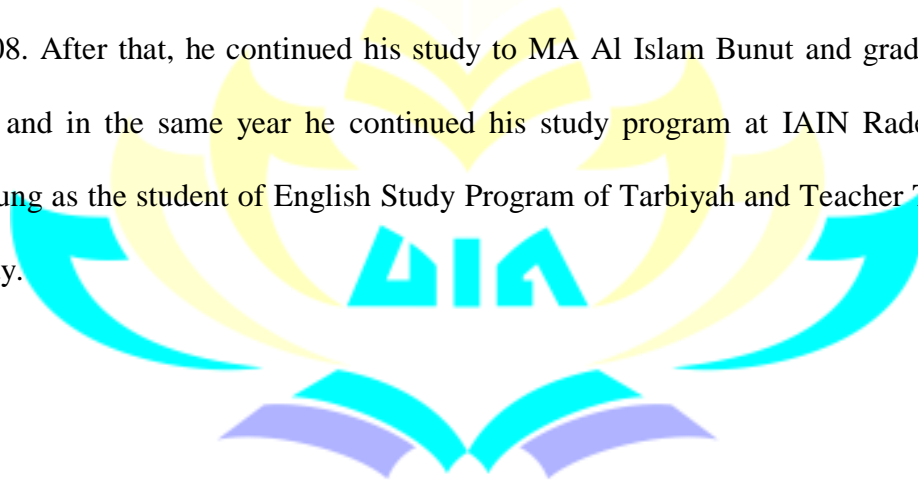 08. After that, he continued his study to MA Al Islam Bunut and grad
and in the same year he continued his study program at IAIN Rade
ung as the student of English Study Program of Tarbiyah and Teacher T
y.
UIN